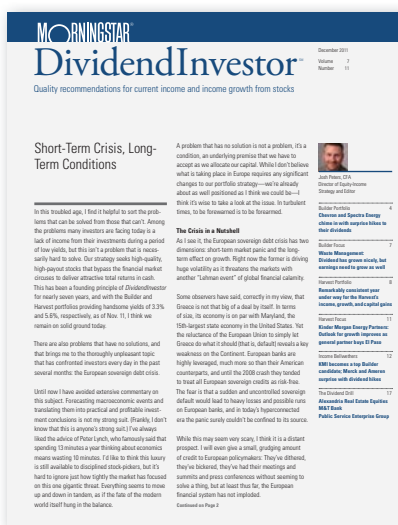 MORNINGSTAR®
DividendInvestor℠
Quality recommendations for current income and income growth from stocks
December 2011
Volume 7
Number 11
Short-Term Crisis, Long-
Term Conditions
In this troubled age, I find it helpful to sort the prob-
lems that can be solved from those that can't. Among
the problems many investors are facing today is a
lack of income from their investments during a period
of low yields, but this isn't a problem that is neces-
sarily hard to solve. Our strategy seeks high-quality,
high-payout stocks that bypass the financial market
circuses to deliver attractive total returns in cash.
This has been a founding principle of DividendInvestor
for nearly seven years, and with the Builder and
Harvest portfolios providing handsome yields of 3.3%
and 5.6%, respectively, as of Nov. 11, I think we
remain on solid ground today.
There are also problems that have no solutions, and
that brings me to the thoroughly unpleasant topic
that has confronted investors every day in the past
several months: the European sovereign debt crisis.
Until now I have avoided extensive commentary on
this subject. Forecasting macroeconomic events and
translating them into practical and profitable invest-
ment conclusions is not my strong suit. (Frankly, I don't
know that this is anyone's strong suit.) I've always
liked the advice of Peter Lynch, who famously said that
spending 13 minutes a year thinking about economics
means wasting 10 minutes. I'd like to think this luxury
is still available to disciplined stock-pickers, but it's
hard to ignore just how tightly the market has focused
on this one gigantic threat. Everything seems to move
up and down in tandem, as if the fate of the modern
world itself hung in the balance.
A problem that has no solution is not a problem, it's a
condition, an underlying premise that we have to
accept as we allocate our capital. While I don't believe
what is taking place in Europe requires any significant
changes to our portfolio strategy—we're already
about as well positioned as I think we could be—I
think it's wise to take a look at the issue. In turbulent
times, to be forewarned is to be forearmed.
The Crisis in a Nutshell
As I see it, the European sovereign debt crisis has two
dimensions: short-term market panic and the long-
term effect on growth. Right now the former is driving
huge volatility as it threatens the markets with
another "Lehman event" of global financial calamity.
Some observers have said, correctly in my view, that
Greece is not that big of a deal by itself. In terms
of size, its economy is on par with Maryland, the
15th-largest state economy in the United States. Yet
the reluctance of the European Union to simply let
Greece do what it should (that is, default) reveals a key
weakness on the Continent. European banks are
highly leveraged, much more so than their American
counterparts, and until the 2008 crash they tended
to treat all European sovereign credits as risk-free.
The fear is that a sudden and uncontrolled sovereign
default would lead to heavy losses and possible runs
on European banks, and in today's hyperconnected
era the panic surely couldn't be confined to its source.
While this may seem very scary, I think it is a distant
prospect. I will even give a small, grudging amount
of credit to European policymakers: They've dithered,
they've bickered, they've had their meetings and
summits and press conferences without seeming to
solve a thing, but at least thus far, the European
financial system has not imploded.
Continued on Page 2
Josh Peters, CFA
Director of Equity-Income
Strategy and Editor
Builder Portfolio 4
Chevron and Spectra Energy
chime in with surprise hikes to
their dividends
Builder Focus 7
Waste Management:
Dividend has grown nicely, but
earnings need to grow as well
Harvest Portfolio 8
Remarkably consistent year
under way for the Harvest's
income, growth, and capital gains
Harvest Focus 11
Kinder Morgan Energy Partners:
Outlook for growth improves as
general partner buys El Paso
Income Deliverathers 12
KMI becomes a top Builder
candidate; Merck and Ameren
surprise with dividend hikes
The Dividend Drill 17
Alexandria Real Estate Equities
M&T Bank
Public Service Enterprise Group